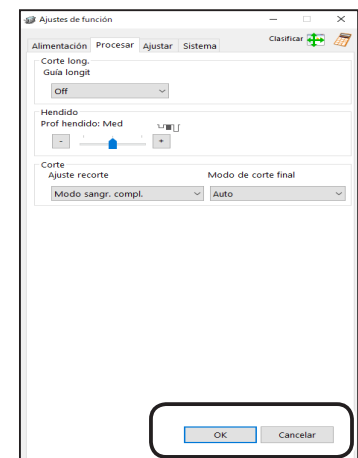 Ajustes de función
Alimentación Procesar Ajustar Sistema Clasificar
Corte long.
Guía longit
Off
Hendido
Prof hendido: Med
- +
Corte
Ajuste recorte Modo de corte final
Modo sangr. compl. Auto
OK Cancelar